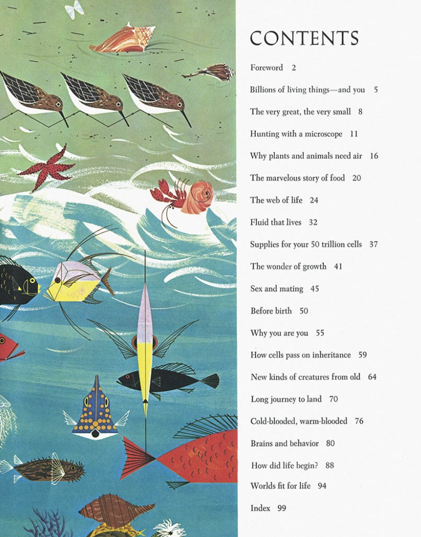 CONTENTS
Foreword 2
Billions of living things—and you 5
The very great, the very small 8
Hunting with a microscope 11
Why plants and animals need air 16
The marvelous story of food 20
The web of life 24
Fluid that lives 32
Supplies for your 50 trillion cells 37
The wonder of growth 41
Sex and mating 45
Before birth 50
Why you are you 55
How cells pass on inheritance 59
New kinds of creatures from old 64
Long journey to land 70
Cold-blooded, warm-blooded 76
Brains and behavior 80
How did life begin? 88
Worlds fit for life 94
Index 99